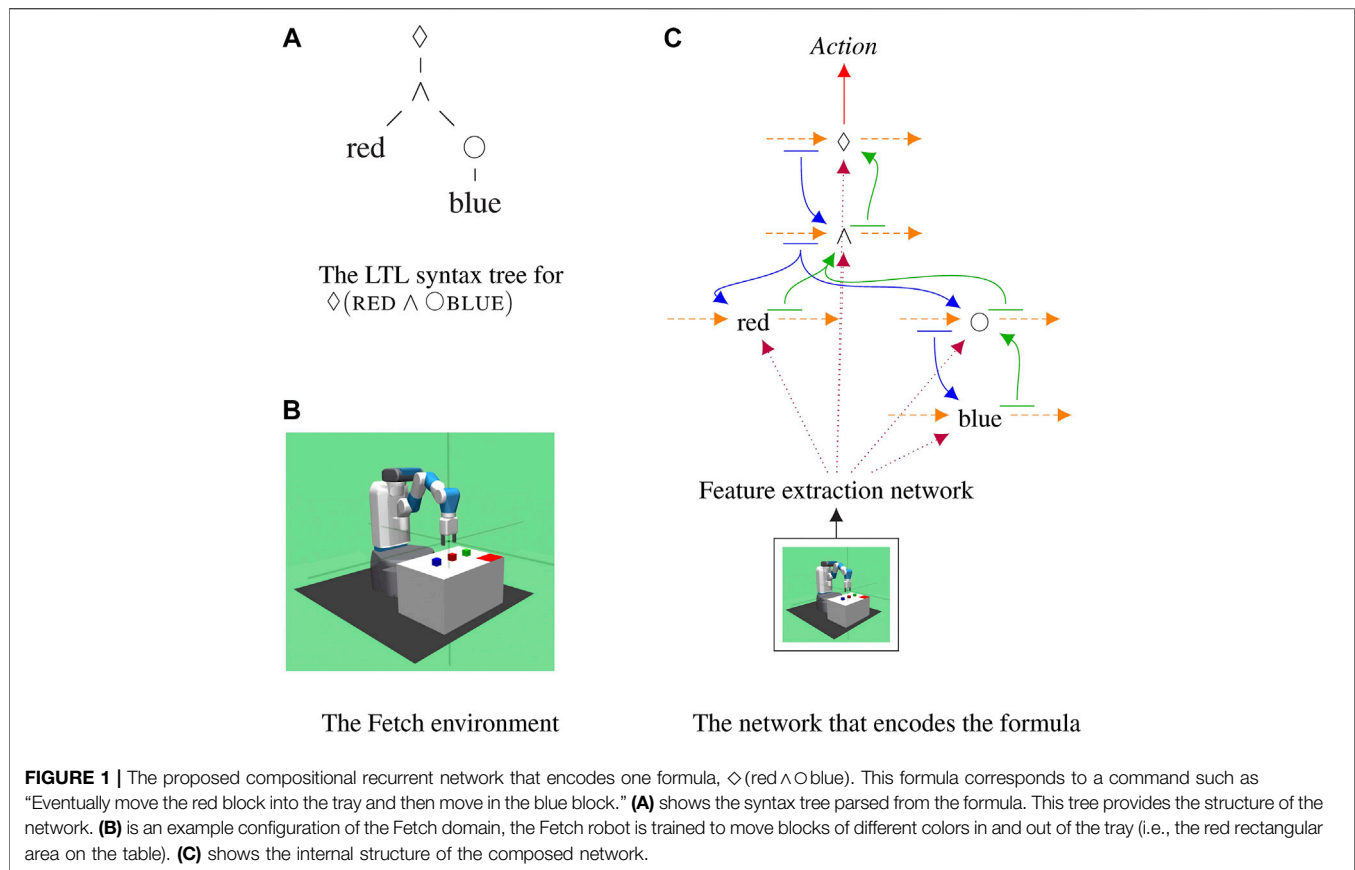 A
◇
∧
red
○
blue
The LTL syntax tree for
◇(RED ∧ ○BLUE)
B
The Fetch environment
C
Action
◇
∧
red
○
blue
Feature extraction network
The network that encodes the formula
FIGURE 1 | The proposed compositional recurrent network that encodes one formula, ◇(red∧○blue). This formula corresponds to a command such as
“Eventually move the red block into the tray and then move in the blue block.” (A) shows the syntax tree parsed from the formula. This tree provides the structure of the
network. (B) is an example configuration of the Fetch domain, the Fetch robot is trained to move blocks of different colors in and out of the tray (i.e., the red rectangular
area on the table). (C) shows the internal structure of the composed network.